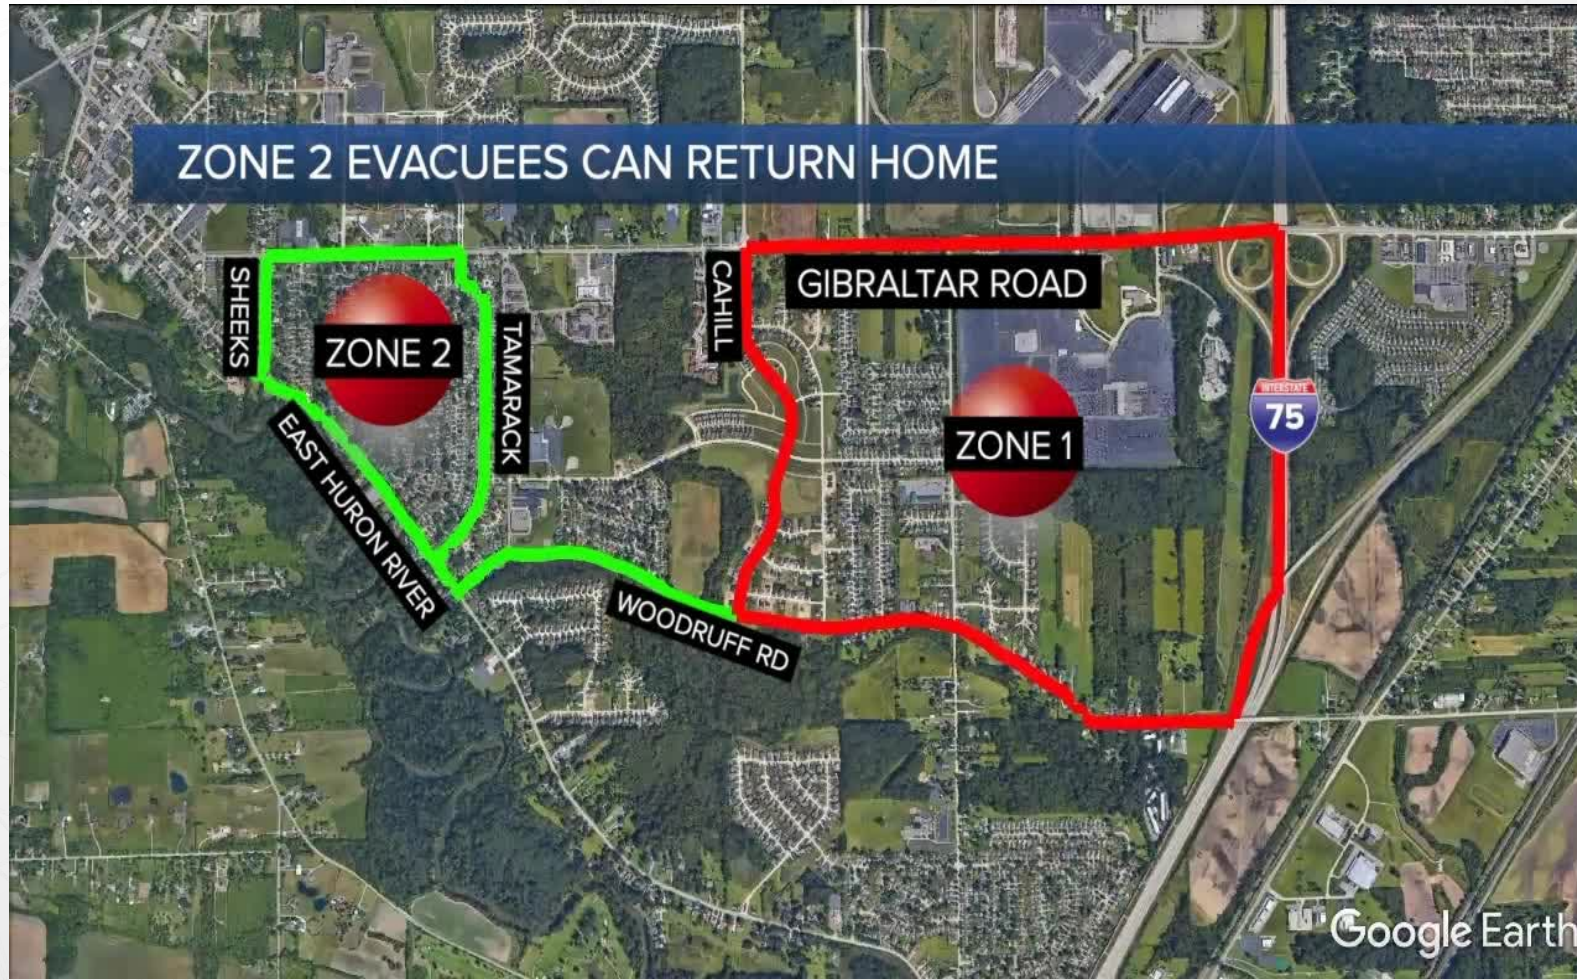 ZONE 2 EVACUEES CAN RETURN HOME
SHEEKS
ZONE 2
TAMARACK
EAST HURON RIVER
WOODRUFF RD
CAHILL
GIBRALTAR ROAD
ZONE 1
INTERSTATE
75
Google Earth